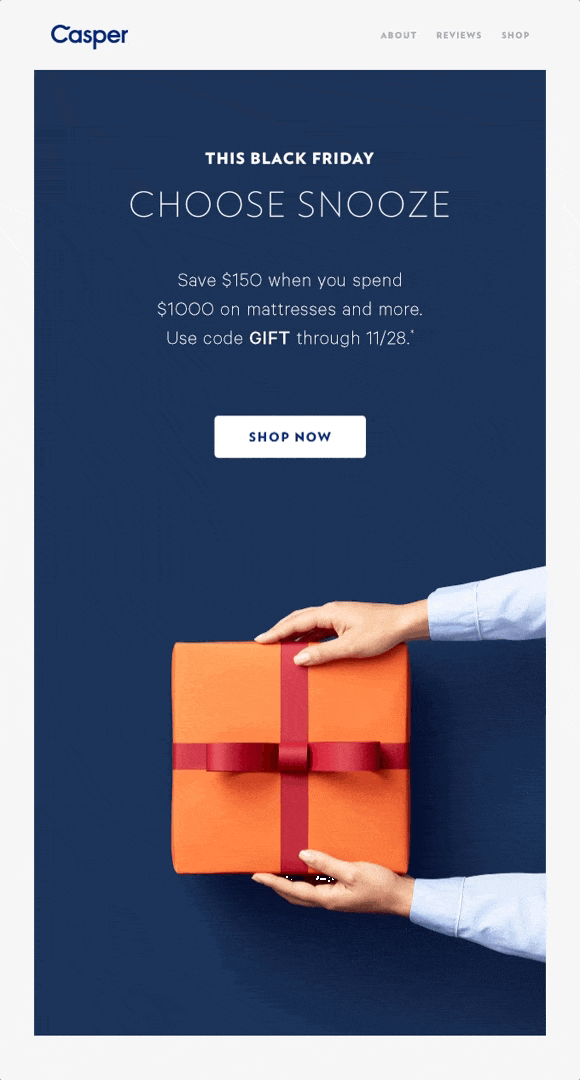 Casper
ABOUT REVIEWS SHOP
THIS BLACK FRIDAY
CHOOSE SNOOZE
Save $150 when you spend
$1000 on mattresses and more.
Use code GIFT through 11/28.*
SHOP NOW